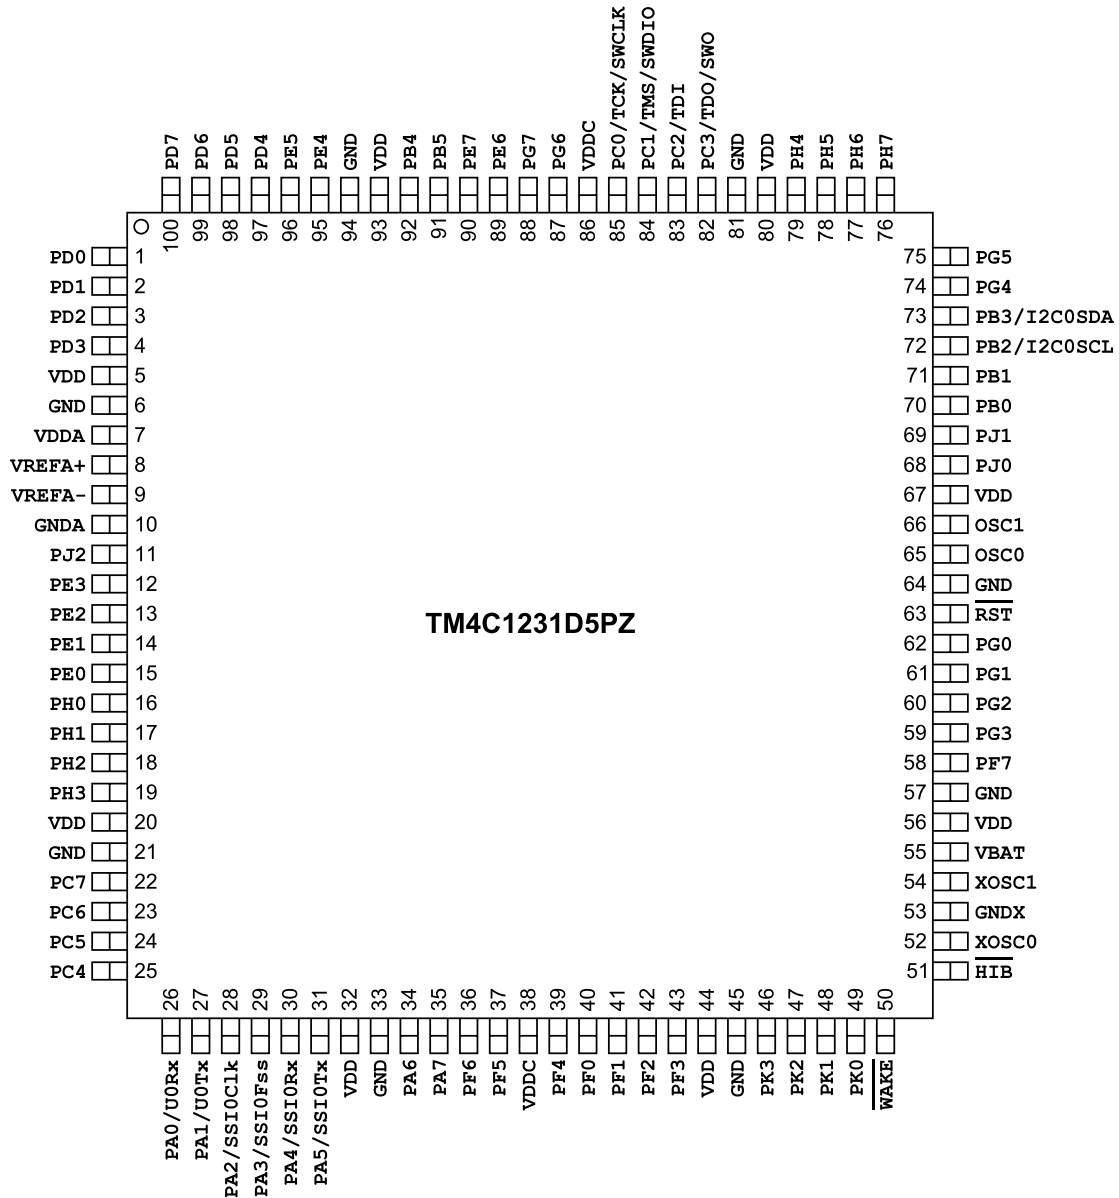 PC0/TCK/SWCLK
PC1/TMS/SWDIO
PC2/TDI
PC3/TDO/SWO
PD7 PD6 PD5 PD4 PE5 PE4 GND VDD PB4 PB5 PE7 PE6 PG7 PG6 VDDC GND VDD PH4 PH5 PH6 PH7
100 99 98 97 96 95 94 93 92 91 90 89 88 87 86 85 84 83 82 81 80 79 78 77 76
PD0 1 75 PG5
PD1 2 74 PG4
PD2 3 73 PB3/I2C0SDA
PD3 4 72 PB2/I2C0SCL
VDD 5 71 PB1
GND 6 70 PB0
VDDA 7 69 PJ1
VREFA+ 8 68 PJ0
VREFA- 9 67 VDD
GNDA 10 66 OSC1
PJ2 11 65 OSC0
PE3 12 64 GND
PE2 13 63 RST
TM4C1231D5PZ
PE1 14 62 PG0
PE0 15 61 PG1
PH0 16 60 PG2
PH1 17 59 PG3
PH2 18 58 PF7
PH3 19 57 GND
VDD 20 56 VDD
GND 21 55 VBAT
PC7 22 54 XOSC1
PC6 23 53 GNDX
PC5 24 52 XOSC0
PC4 25 51 HIB
26 27 28 29 30 31 32 33 34 35 36 37 38 39 40 41 42 43 44 45 46 47 48 49 50
PA0/U0Rx
PA1/U0Tx
PA2/SSI0Clk
PA3/SSI0Fss
PA4/SSI0Rx
PA5/SSI0Tx
VDD GND PA6 PA7 PF6 PF5 VDDC PF4 PF0 PF1 PF2 PF3 VDD GND PK3 PK2 PK1 PK0 WAKE